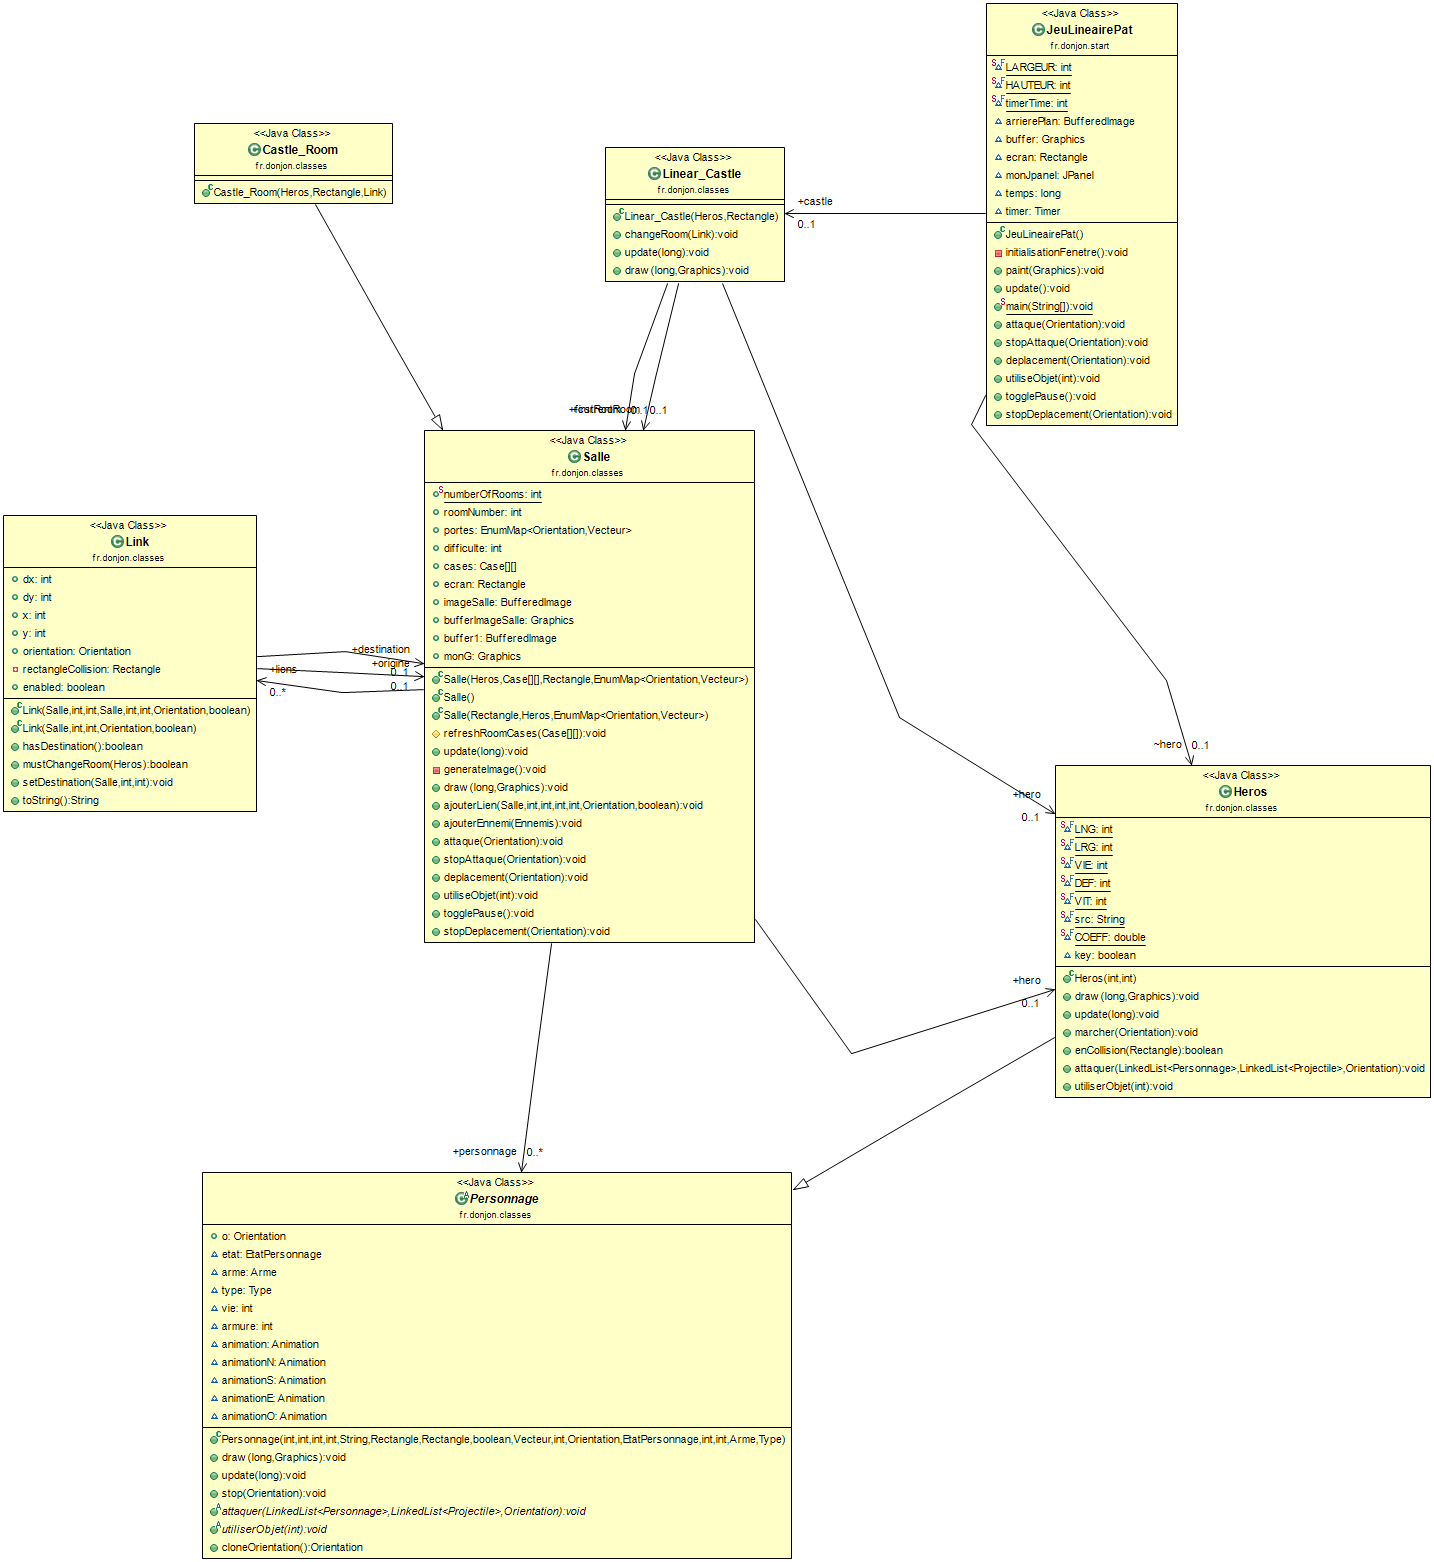 <<Java Class>>
JeuLineairePat
fr.donjon.start
LARGEUR: int
HAUTEUR: int
timerTime: int
arrierePlan: BufferedImage
buffer: Graphics
ecran: Rectangle
monJpanel: JPanel
temps: long
timer: Timer
JeuLineairePat()
initialisationFenetre():void
paint(Graphics):void
update():void
main(String[]):void
attaque(Orientation):void
stopAttaque(Orientation):void
deplacement(Orientation):void
utiliseObjet(int):void
togglePause():void
stopDeplacement(Orientation):void
<<Java Class>>
Castle_Room
fr.donjon.classes
Castle_Room(Heros,Rectangle,Link)
<<Java Class>>
Linear_Castle
fr.donjon.classes
Linear_Castle(Heros,Rectangle)
changeRoom(Link):void
update(long):void
draw(long,Graphics):void
+castle
0..1
0..1
0..1
<<Java Class>>
Salle
fr.donjon.classes
numberOfRooms: int
roomNumber: int
portes: EnumMap<Orientation,Vecteur>
difficulte: int
cases: Case[][]
ecran: Rectangle
imageSalle: BufferedImage
bufferImageSalle: Graphics
buffer1: BufferedImage
monG: Graphics
Salle(Heros,Case[][],Rectangle,EnumMap<Orientation,Vecteur>)
Salle()
Salle(Rectangle,Heros,EnumMap<Orientation,Vecteur>)
refreshRoomCases(Case[][]):void
update(long):void
generateImage():void
draw(long,Graphics):void
ajouterLien(Salle,int,int,int,int,Orientation,boolean):void
ajouterEnnemi(Ennemis):void
attaque(Orientation):void
stopAttaque(Orientation):void
deplacement(Orientation):void
utiliseObjet(int):void
togglePause():void
stopDeplacement(Orientation):void
<<Java Class>>
Link
fr.donjon.classes
dx: int
dy: int
x: int
y: int
orientation: Orientation
rectangleCollision: Rectangle
enabled: boolean
Link(Salle,int,int,Salle,int,int,Orientation,boolean)
Link(Salle,int,int,Orientation,boolean)
hasDestination():boolean
mustChangeRoom(Heros):boolean
setDestination(Salle,int,int):void
toString():String
+destination
+origine
0..1
0..1
+liens
0..*
~hero
0..1
+hero
0..1
+hero
0..1
<<Java Class>>
Heros
fr.donjon.classes
LNG: int
LRG: int
VIE: int
DEF: int
VIT: int
src: String
COEFF: double
key: boolean
Heros(int,int)
draw(long,Graphics):void
update(long):void
marcher(Orientation):void
enCollision(Rectangle):boolean
attaquer(LinkedList<Personnage>,LinkedList<Projectile>,Orientation):void
utiliserObjet(int):void
+personnage
0..*
<<Java Class>>
Personnage
fr.donjon.classes
o: Orientation
etat: EtatPersonnage
arme: Arme
type: Type
vie: int
armure: int
animation: Animation
animationN: Animation
animationS: Animation
animationE: Animation
animationO: Animation
Personnage(int,int,int,int,String,Rectangle,Rectangle,boolean,Vecteur,int,Orientation,EtatPersonnage,int,int,Arme,Type)
draw(long,Graphics):void
update(long):void
stop(Orientation):void
attaquer(LinkedList<Personnage>,LinkedList<Projectile>,Orientation):void
utiliserObjet(int):void
cloneOrientation():Orientation